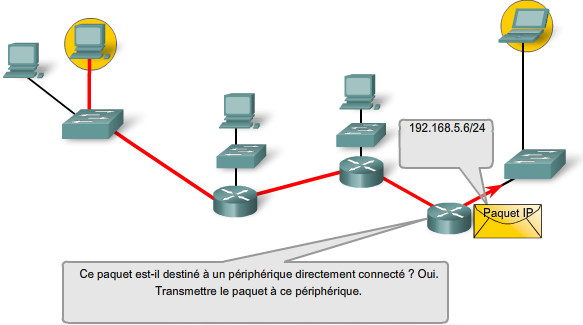 192.168.5.6/24
Paquet IP
Ce paquet est-il destiné à un périphérique directement connecté ? Oui.
Transmettre le paquet à ce périphérique.